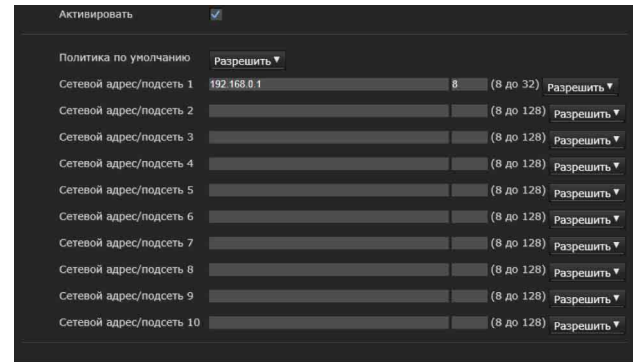 Активировать
Политика по умолчанию Разрешить
Сетевой адрес/подсеть 1 192.168.0.1 8 (8 до 32) Разрешить
Сетевой адрес/подсеть 2 (8 до 128) Разрешить
Сетевой адрес/подсеть 3 (8 до 128) Разрешить
Сетевой адрес/подсеть 4 (8 до 128) Разрешить
Сетевой адрес/подсеть 5 (8 до 128) Разрешить
Сетевой адрес/подсеть 6 (8 до 128) Разрешить
Сетевой адрес/подсеть 7 (8 до 128) Разрешить
Сетевой адрес/подсеть 8 (8 до 128) Разрешить
Сетевой адрес/подсеть 9 (8 до 128) Разрешить
Сетевой адрес/подсеть 10 (8 до 128) Разрешить